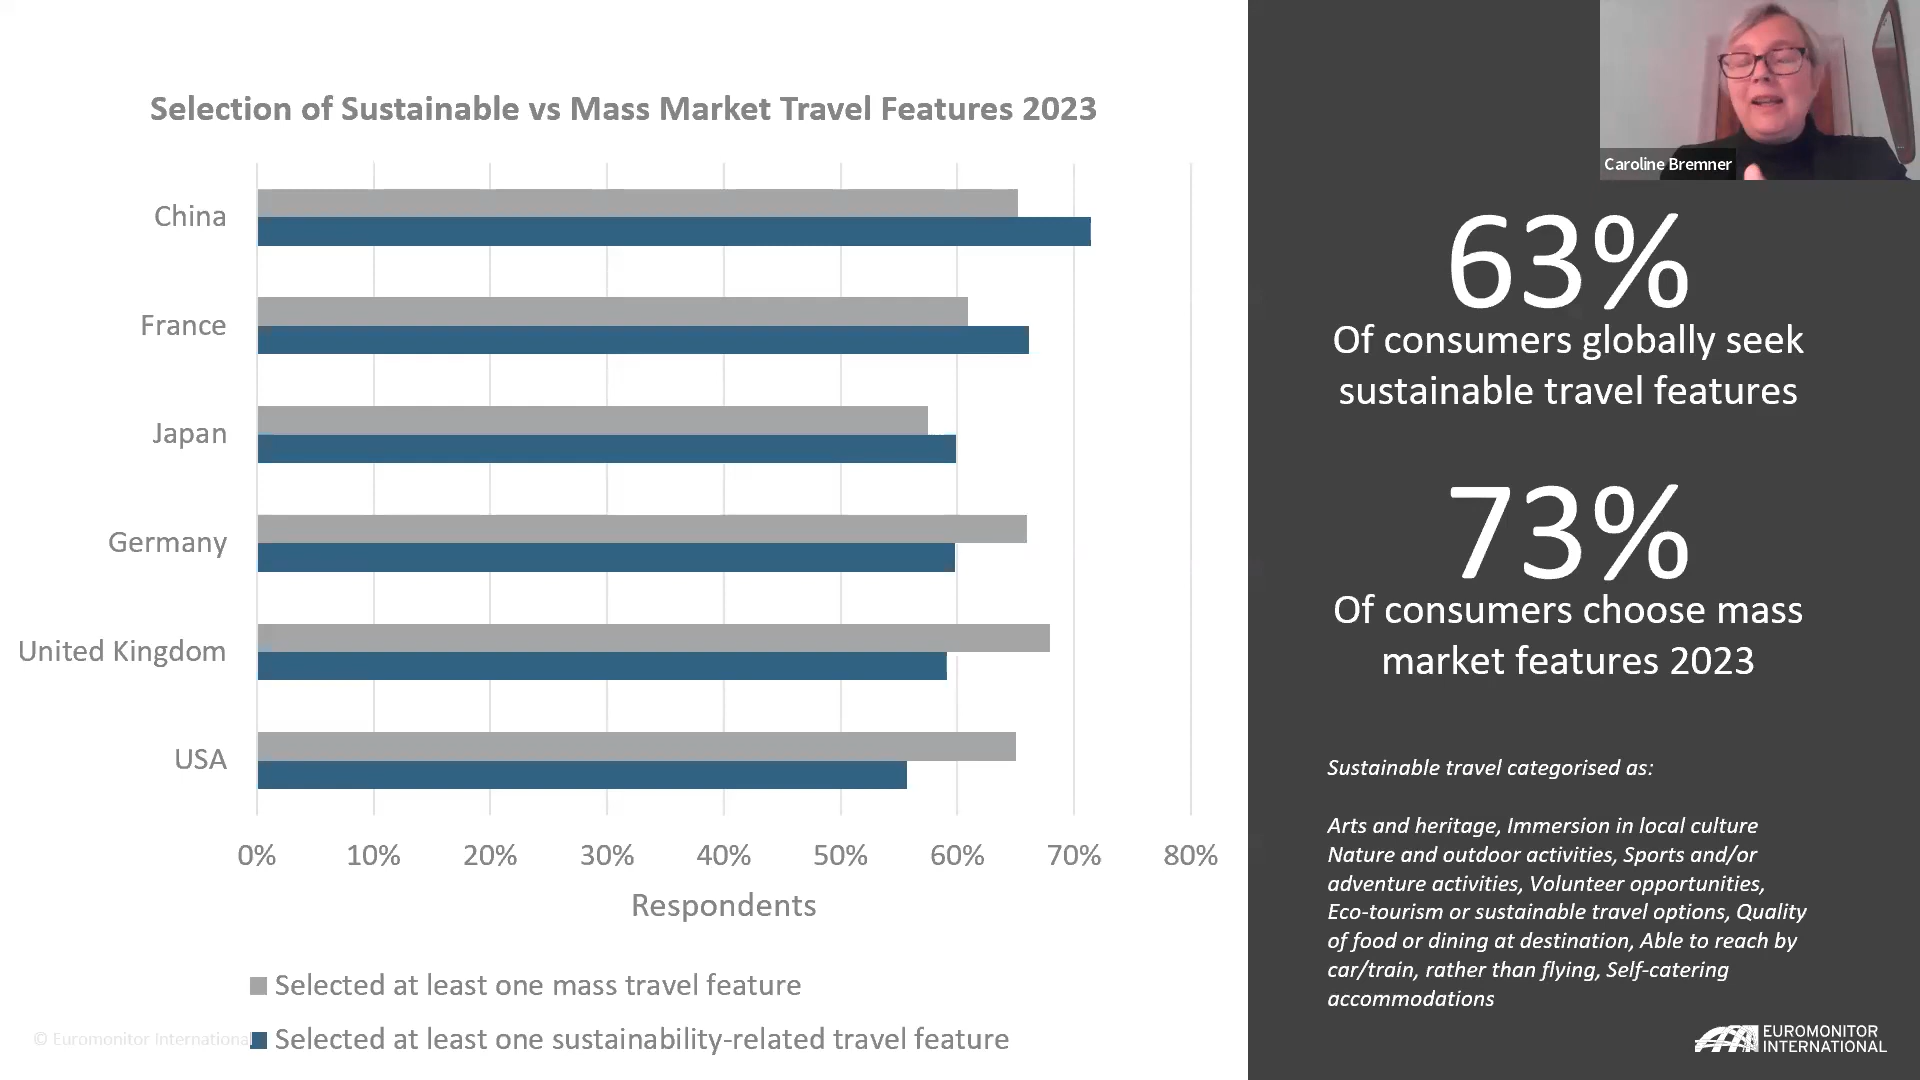 Selection of Sustainable vs Mass Market Travel Features 2023
China
France
Japan
Germany
United Kingdom
USA
0% 10% 20% 30% 40% 50% 60% 70% 80%
Respondents
Selected at least one mass travel feature
Selected at least one sustainability-related travel feature
© Euromonitor International
Caroline Bremner
63%
Of consumers globally seek
sustainable travel features
73%
Of consumers choose mass
market features 2023
Sustainable travel categorised as:
Arts and heritage, Immersion in local culture
Nature and outdoor activities, Sports and/or
adventure activities, Volunteer opportunities,
Eco-tourism or sustainable travel options, Quality
of food or dining at destination, Able to reach by
car/train, rather than flying, Self-catering
accommodations
EUROMONITOR
INTERNATIONAL